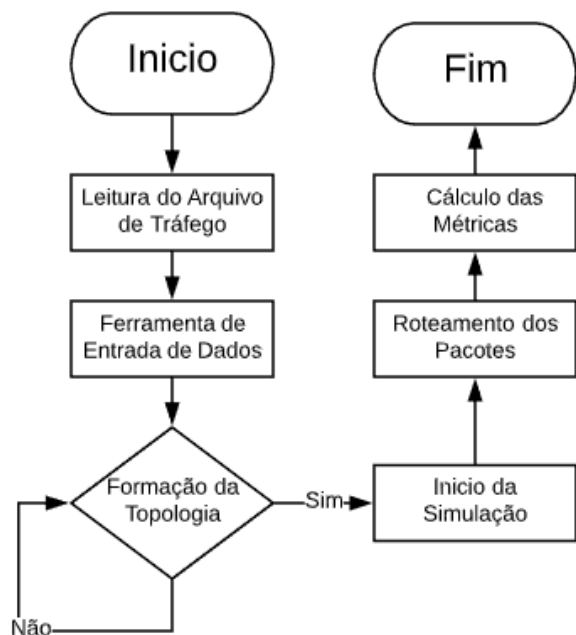 Inicio
Leitura do Arquivo
de Tráfego
Ferramenta de
Entrada de Dados
Formação da
Topologia
Não
Sim
Inicio da
Simulação
Roteamento dos
Pacotes
Cálculo das
Métricas
Fim